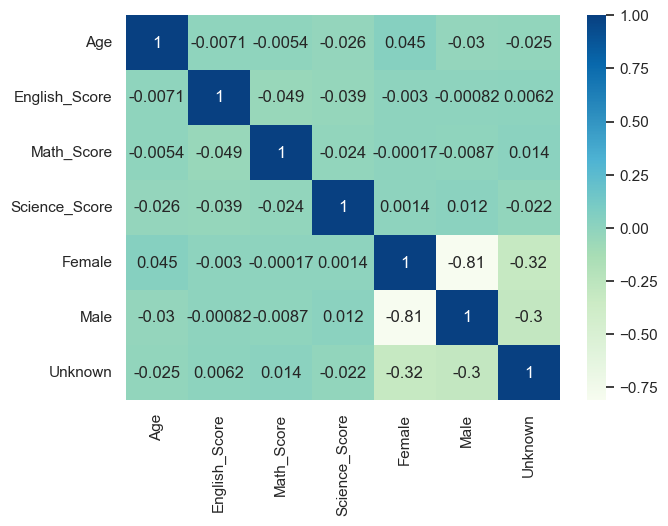 1.00
Age 1 -0.0071 -0.0054 -0.026 0.045 -0.03 -0.025
0.75
English_Score -0.0071 1 -0.049 -0.039 -0.003 -0.00082 0.0062
0.50
Math_Score -0.0054 -0.049 1 -0.024 -0.00017 -0.0087 0.014
0.25
Science_Score -0.026 -0.039 -0.024 1 0.0014 0.012 -0.022
0.00
Female 0.045 -0.003 -0.00017 0.0014 1 -0.81 -0.32
-0.25
Male -0.03 -0.00082 -0.0087 0.012 -0.81 1 -0.3
-0.50
Unknown -0.025 0.0062 0.014 -0.022 -0.32 -0.3 1
-0.75
Age
English_Score
Math_Score
Science_Score
Female
Male
Unknown